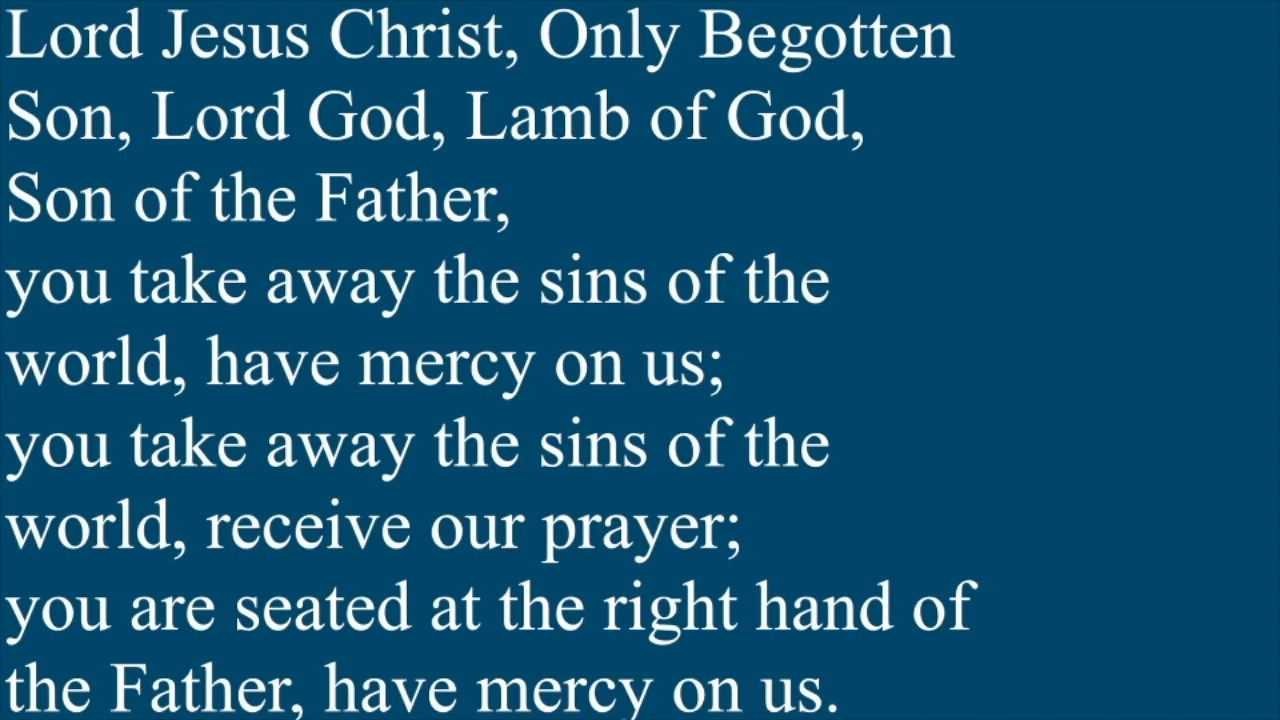 Lord Jesus Christ, Only Begotten
Son, Lord God, Lamb of God,
Son of the Father,
you take away the sins of the
world, have mercy on us;
you take away the sins of the
world, receive our prayer;
you are seated at the right hand of
the Father, have mercy on us.